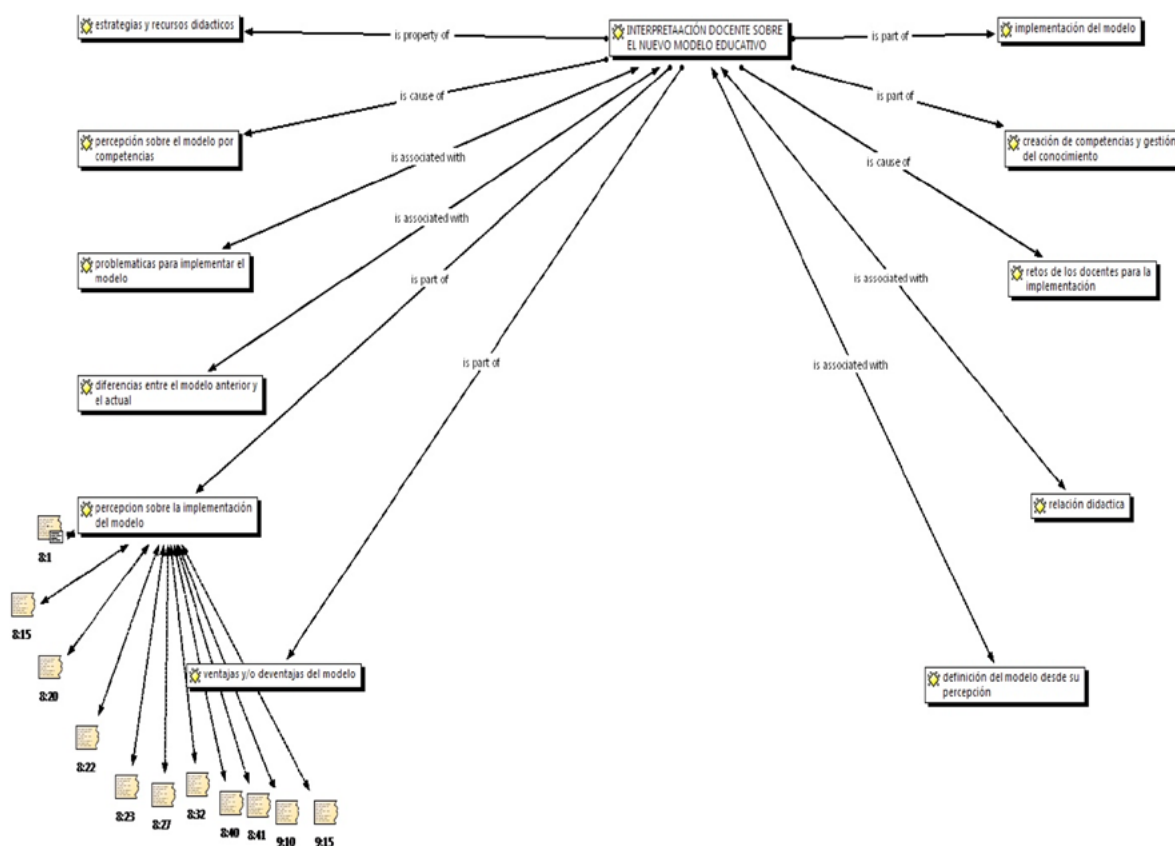 estrategias y recursos didacticos
is property of
INTERPRETAACIÓN DOCENTE SOBRE
EL NUEVO MODELO EDUCATIVO
is part of
implementación del modelo
is cause of
is part of
percepción sobre el modelo por
competencias
creación de competencias y gestión
del conocimiento
is associated with
is cause of
is associated with
problematicas para implementar el
modelo
is part of
is associated with
retos de los docentes para la
implementación
is part of
is associated with
diferencias entre el modelo anterior y
el actual
percepcion sobre la implementación
del modelo
relación didactica
8:1
8:15
8:20
ventajas y/o deventajas del modelo
definición del modelo desde su
percepción
8:22
8:23
8:27
8:32
8:40
8:41
9:10
9:15